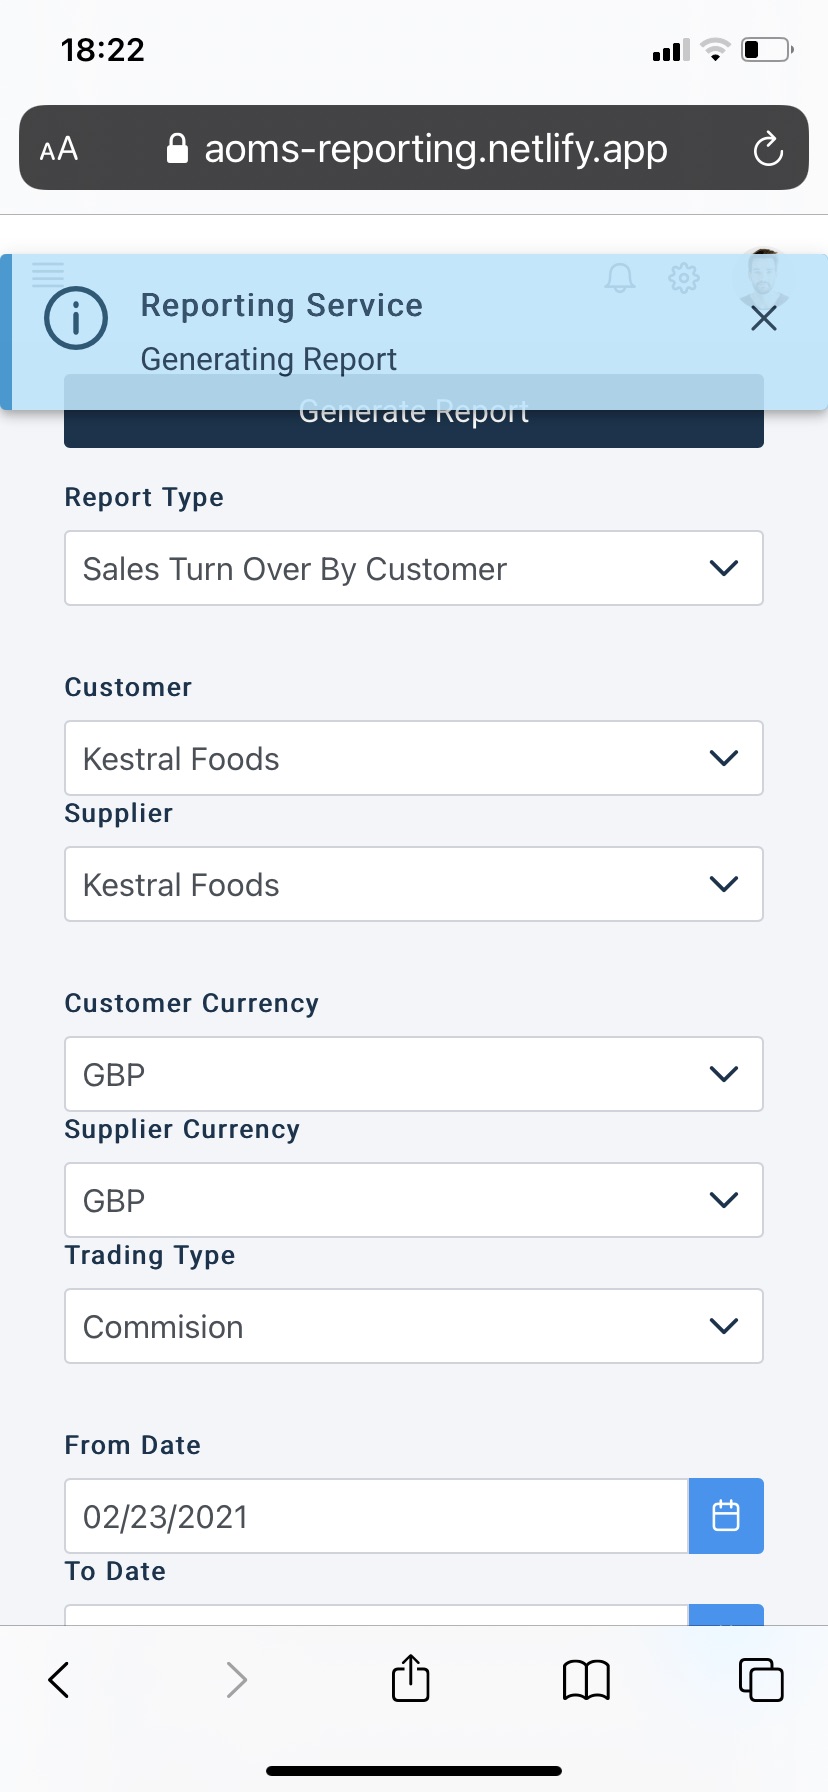 18:22
AA aoms-reporting.netlify.app
Reporting Service
Generating Report
Generate Report
Report Type
Sales Turn Over By Customer
Customer
Kestral Foods
Supplier
Kestral Foods
Customer Currency
GBP
Supplier Currency
GBP
Trading Type
Commision
From Date
02/23/2021
To Date